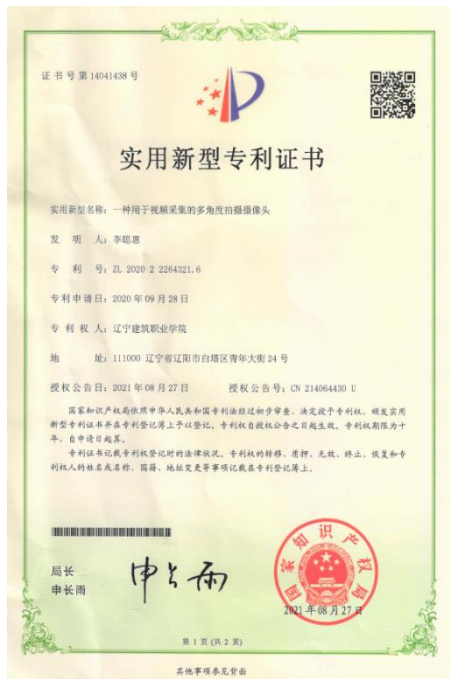 证书号第14041438号
实用新型专利证书
实用新型名称：一种用于视频采集的多角度拍摄摄像头
发明人：李聪惠
专利号：ZL 2020 2 2264321.6
专利申请日：2020年09月28日
专利权人：辽宁建筑职业学院
地址：111000 辽宁省辽阳市白塔区青年大街24号
授权公告日：2021年08月27日 授权公告号：CN 214064430 U
国家知识产权局依照中华人民共和国专利法经过初步审查，决定授予专利权，颁发实用
新型专利证书并在专利登记簿上予以登记。专利权自授权公告之日起生效。专利权期限为十
年，自申请日起算。
专利证书记载专利权登记时的法律状况。专利权的转移、质押、无效、终止、恢复和专
利权人的姓名或名称、国籍、地址变更等事项记载在专利登记簿上。
局长
申长雨
申长雨
国家知识产权局
2021年08月27日
第1页(共2页)
其他事项参见背面